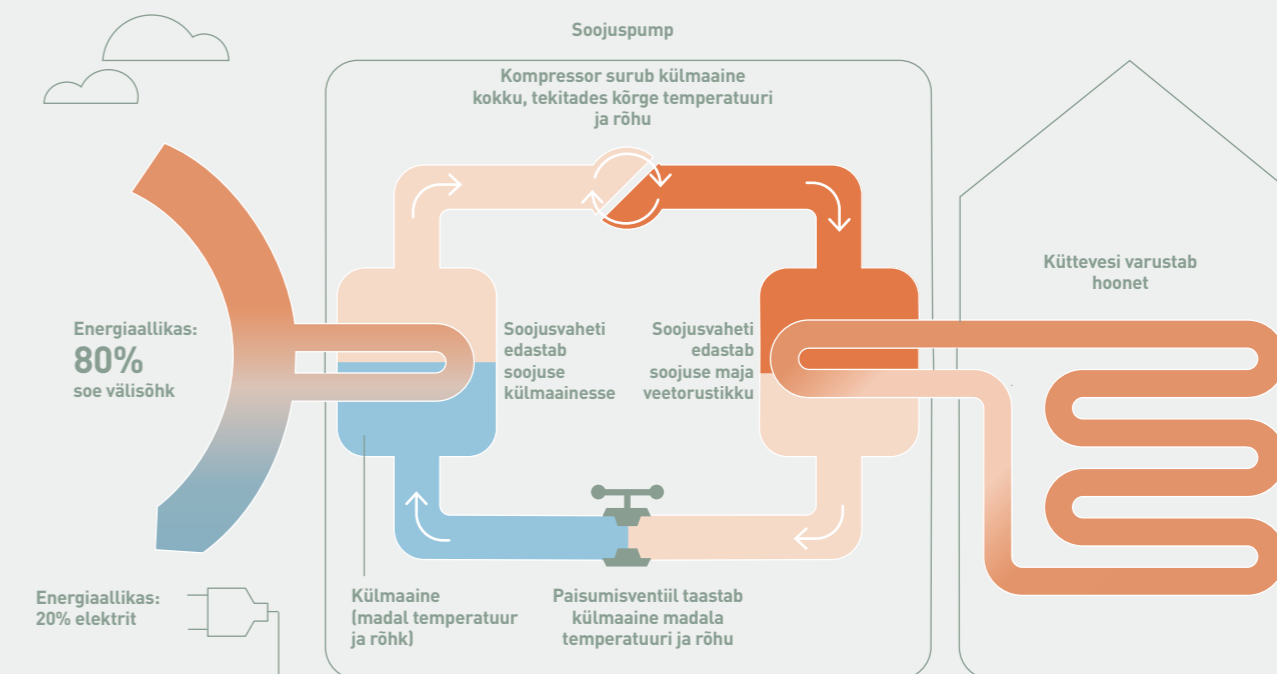 Soojuspump
Kompressor surub külmaaine
kokku, tekitades kõrge temperatuuri
ja rõhu
Energiaallikas:
80%
soe välisõhk
Soojusvaheti
edastab
soojuse
külmaainesse
Soojusvaheti
edastab
soojuse maja
veetorustikku
Küttevesi varustab
hoonet
Energiaallikas:
20% elektrit
Külmaaine
(madal temperatuur
ja rõhk)
Paisumisventiil taastab
külmaaine madala
temperatuuri ja rõhu